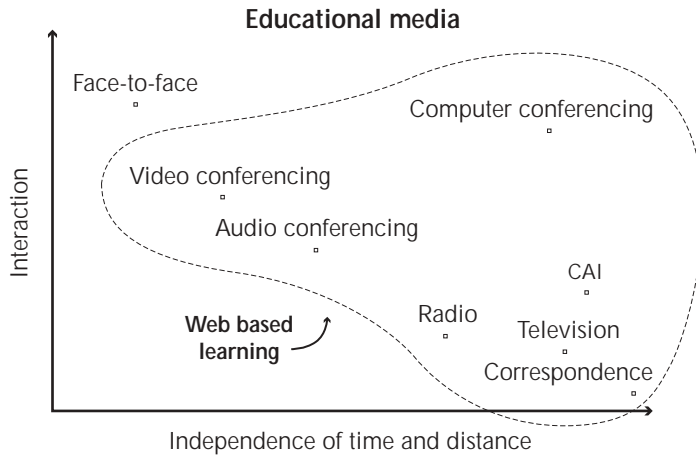 Educational media
Face-to-face
Computer conferencing
Video conferencing
Audio conferencing
CAI
Radio
Television
Correspondence
Web based
learning
Interaction
Independence of time and distance